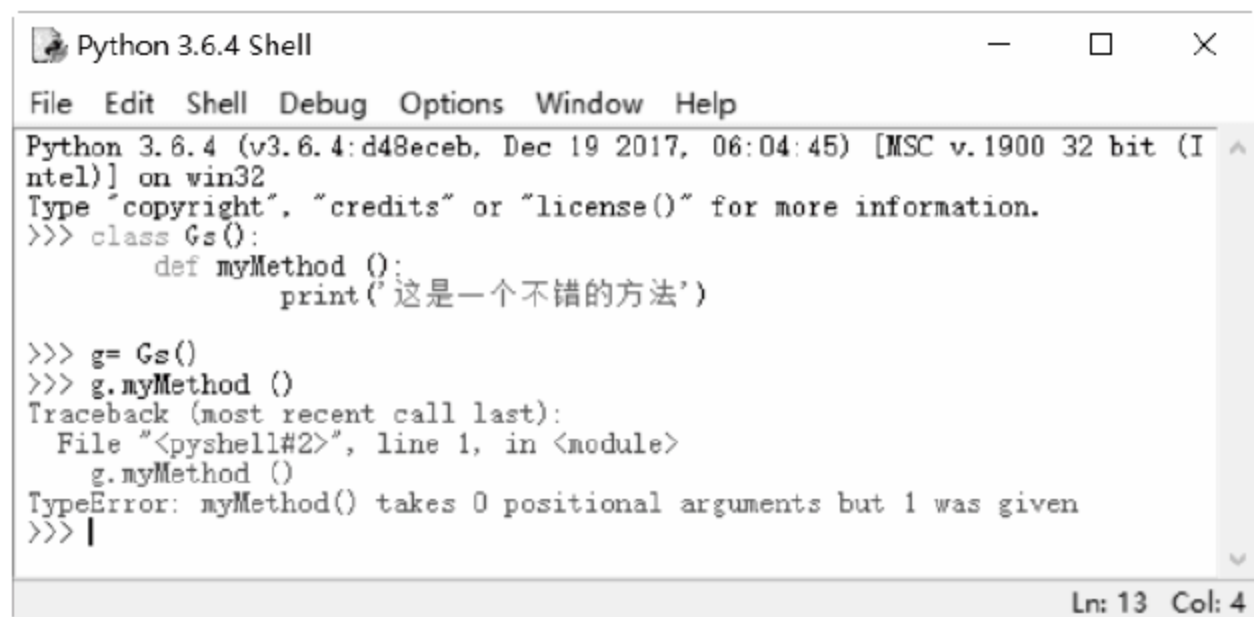 Python 3.6.4 Shell
File Edit Shell Debug Options Window Help
Python 3.6.4 (v3.6.4:d48eceb, Dec 19 2017, 06:04:45) [MSC v.1900 32 bit (I
ntel)] on win32
Type "copyright", "credits" or "license()" for more information.
>>> class Gs():
        def myMethod ():
                print('这是一个不错的方法')
>>> g= Gs()
>>> g.myMethod ()
Traceback (most recent call last):
  File "<pyshell#2>", line 1, in <module>
    g.myMethod ()
TypeError: myMethod() takes 0 positional arguments but 1 was given
>>>
Ln: 13 Col: 4